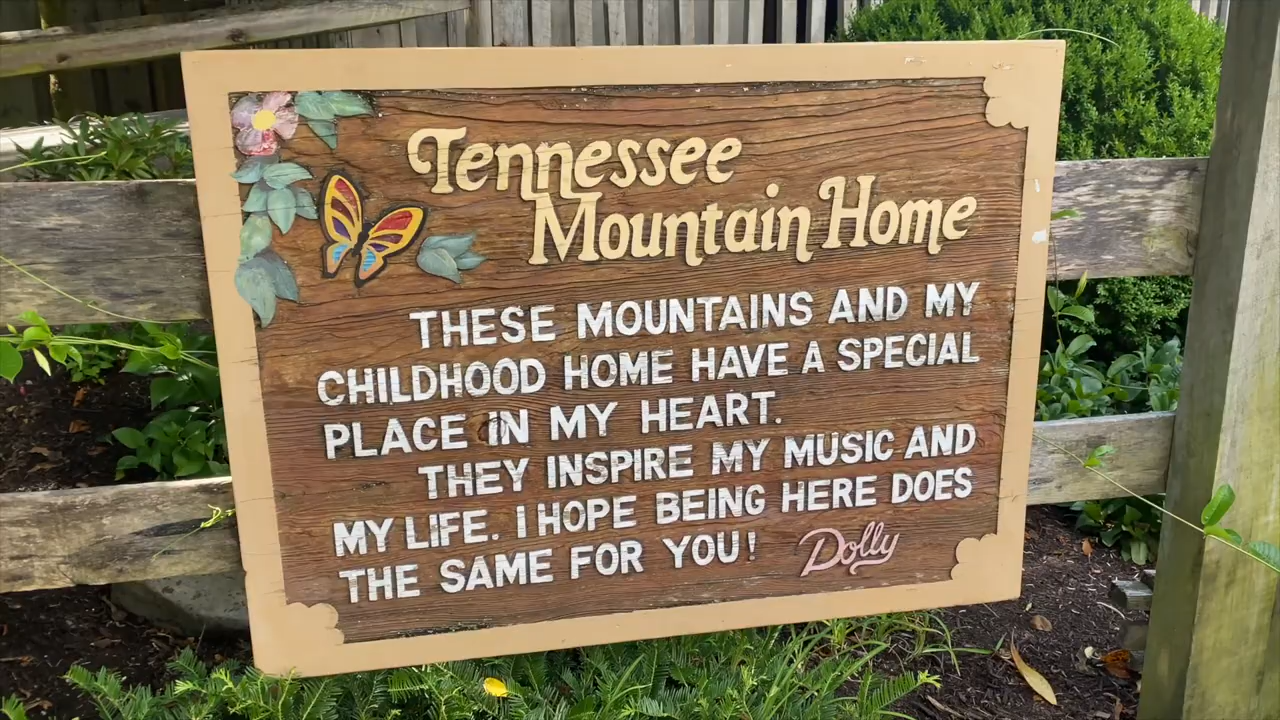 Tennessee
Mountain Home
THESE MOUNTAINS AND MY
CHILDHOOD HOME HAVE A SPECIAL
PLACE IN MY HEART.
THEY INSPIRE MY MUSIC AND
MY LIFE. I HOPE BEING HERE DOES
THE SAME FOR YOU! Dolly